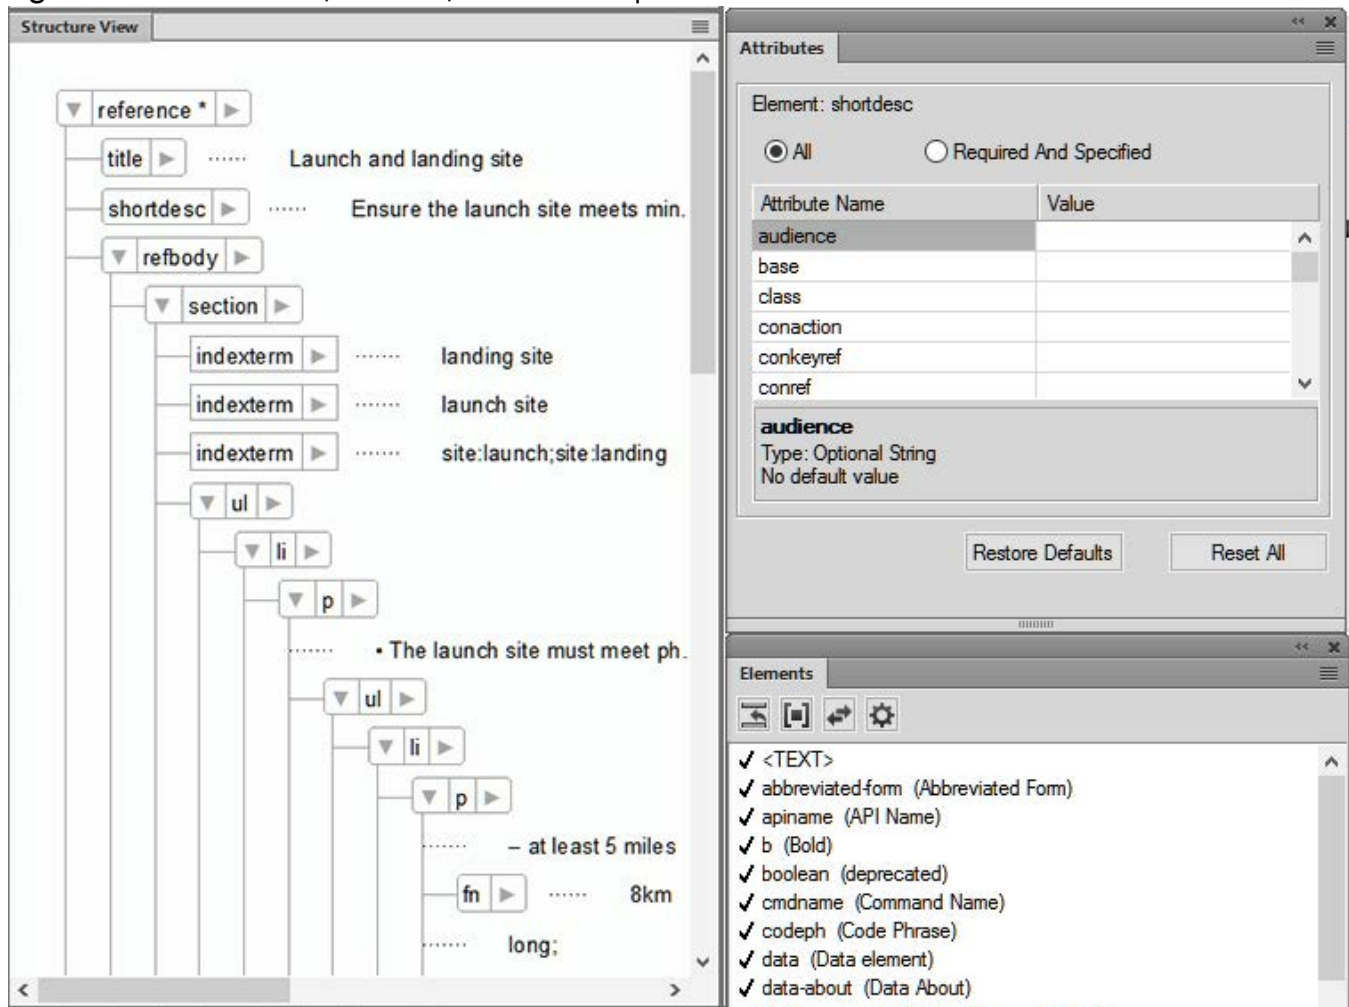 Structure View
reference *
title Launch and landing site
shortdesc Ensure the launch site meets min.
refbody
section
indexterm landing site
indexterm launch site
indexterm site:launch;site:landing
ul
li
p
• The launch site must meet ph.
ul
li
p
– at least 5 miles
fn 8km
long;
Attributes
Element: shortdesc
All Required And Specified
Attribute Name Value
audience
base
class
conaction
conkeyref
conref
audience
Type: Optional String
No default value
Restore Defaults Reset All
Elements
<TEXT>
abbreviated-form (Abbreviated Form)
apiname (API Name)
b (Bold)
boolean (deprecated)
cmdname (Command Name)
codeph (Code Phrase)
data (Data element)
data-about (Data About)